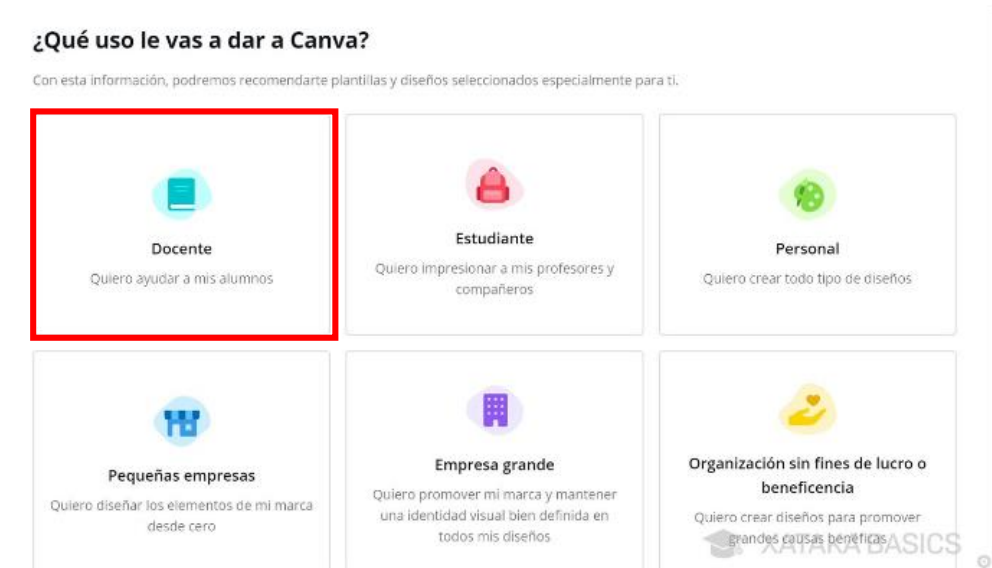 ¿Qué uso le vas a dar a Canva?
Con esta información, podremos recomendarte plantillas y diseños seleccionados especialmente para ti.
Docente
Quiero ayudar a mis alumnos
Estudiante
Quiero impresionar a mis profesores y
compañeros
Personal
Quiero crear todo tipo de diseños
Pequeñas empresas
Quiero diseñar los elementos de mi marca
desde cero
Empresa grande
Quiero promover mi marca y mantener
una identidad visual bien definida en
todos mis diseños
Organización sin fines de lucro o
beneficencia
Quiero crear diseños para promover
grandes causas benéficas
XATAKA BASICS